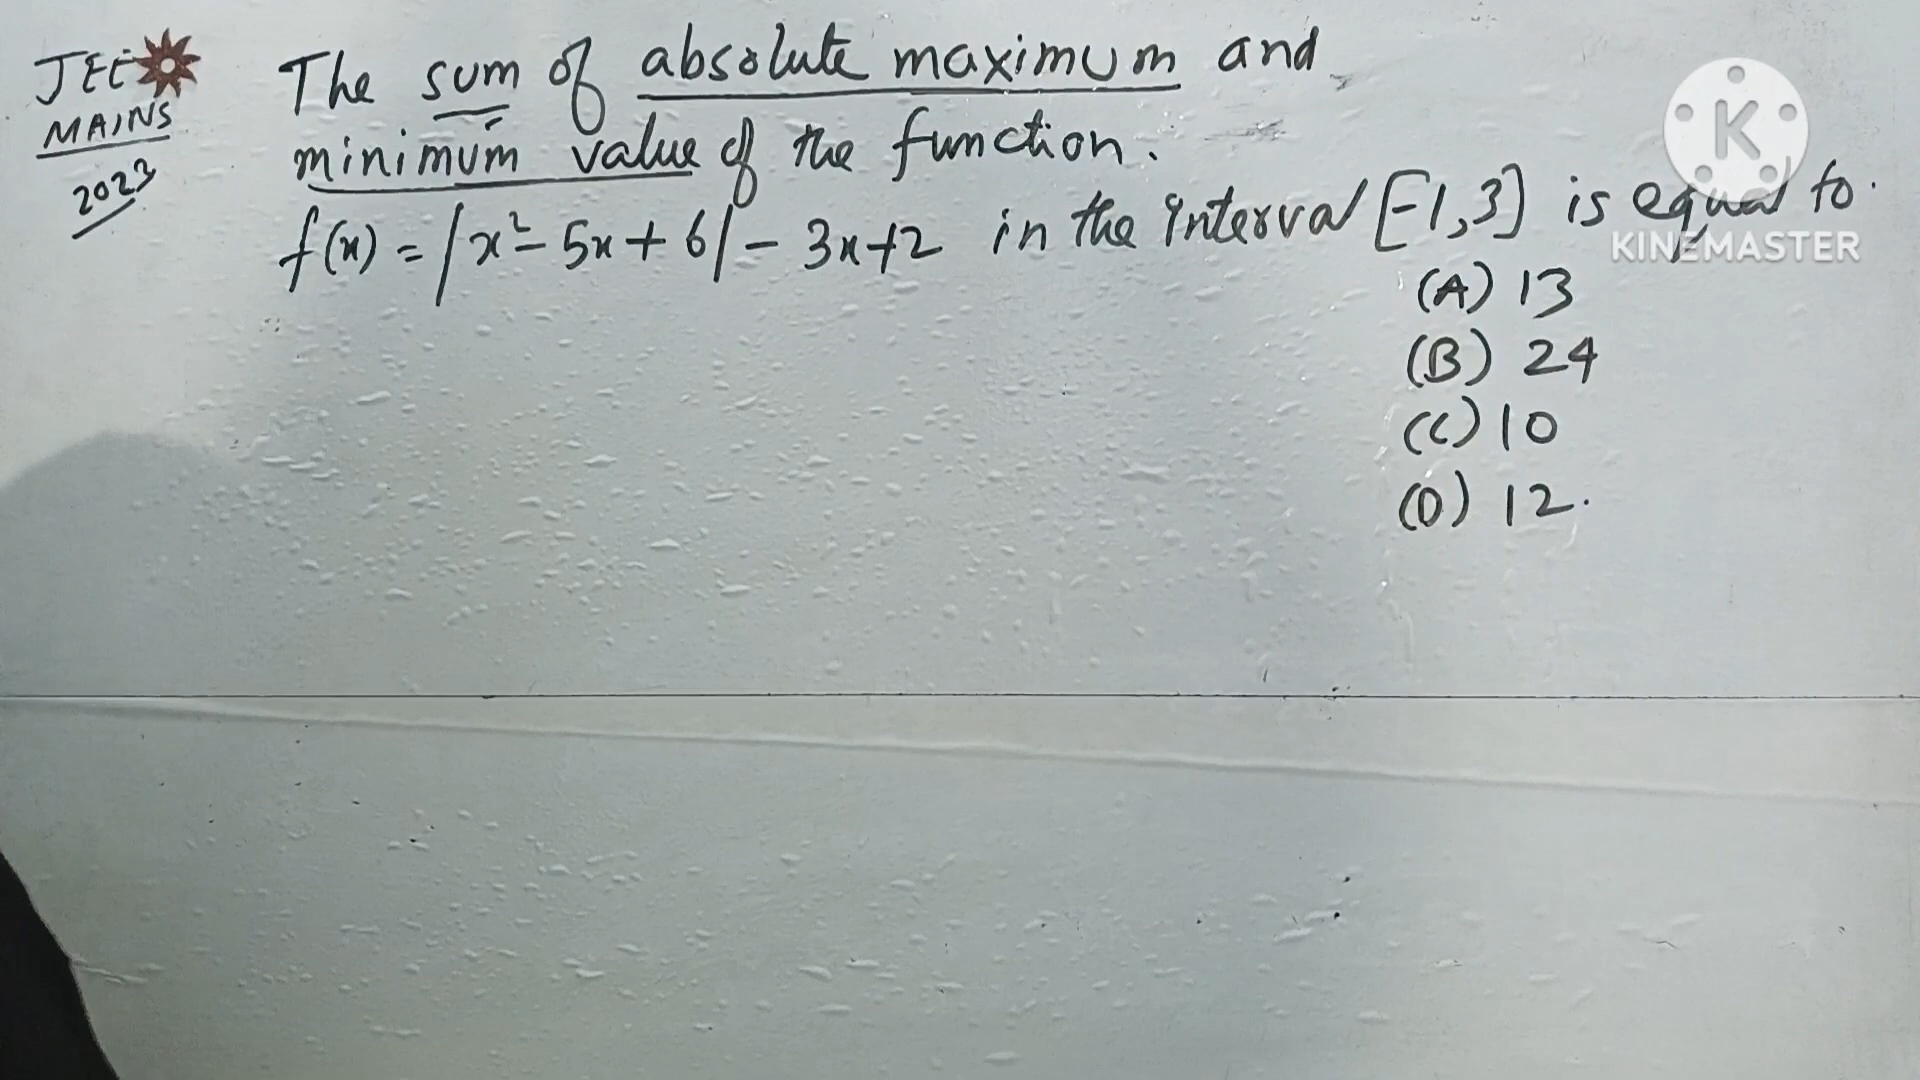 JEE
MAINS
2023
The sum of absolute maximum and
minimum value of the function.
f(x) = |x² - 5x + 6| - 3x + 2 in the interval [-1, 3] is equal to.
(A) 13
(B) 24
(C) 10
(D) 12.
K
KINEMASTER